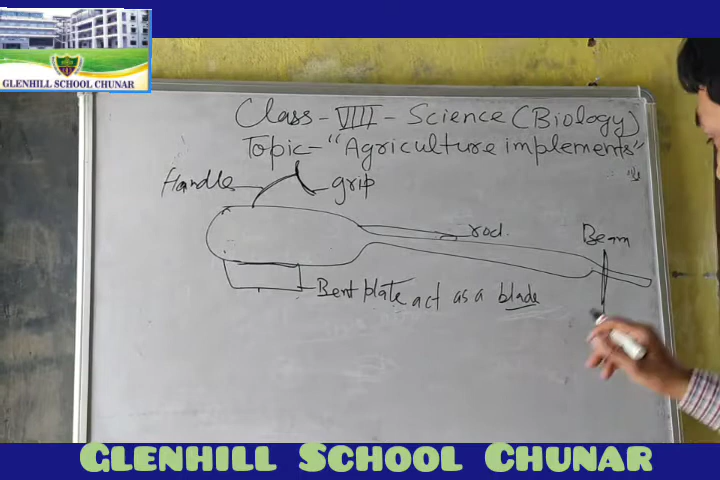 GLENHILL SCHOOL CHUNAR
Class - VIII - Science (Biology)
Topic - "Agriculture implements"
Handle
grip
rod.
Beam
Bent plate act as a blade
GLENHILL SCHOOL CHUNAR